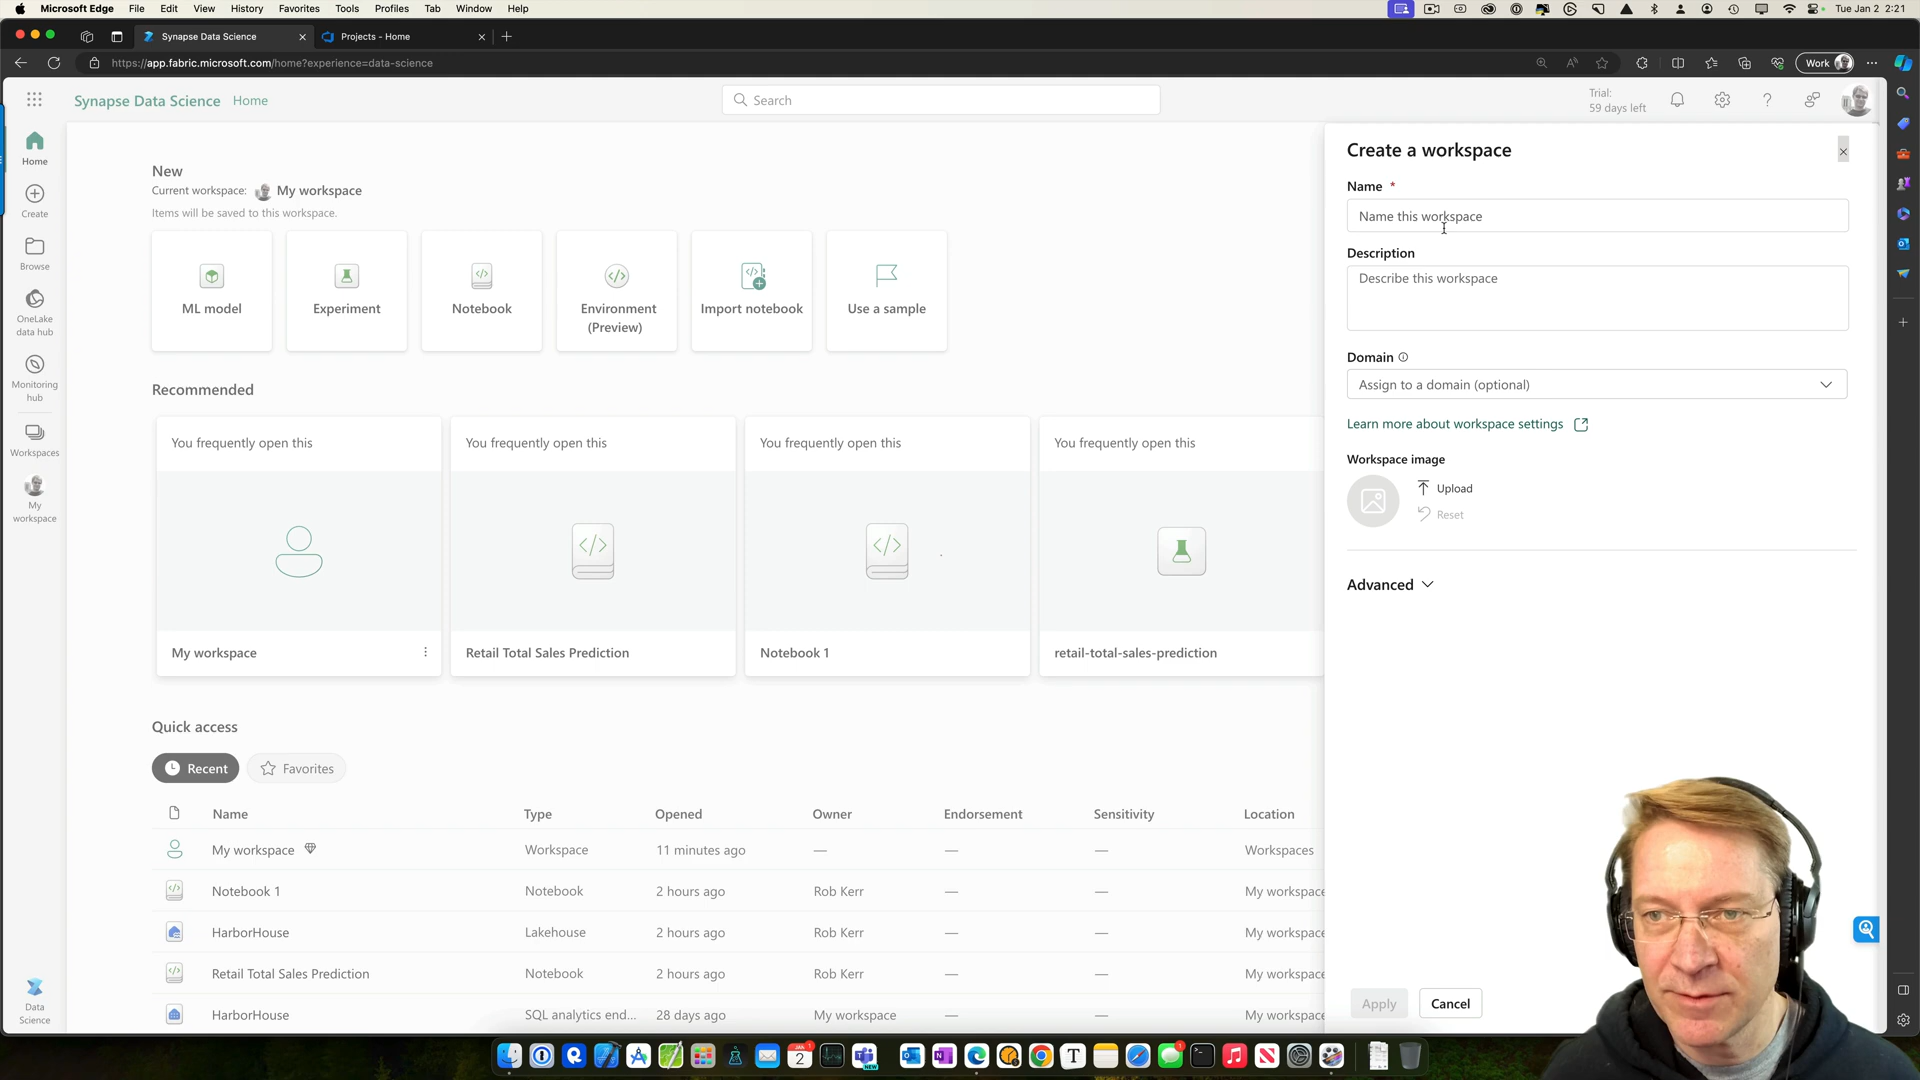 Microsoft Edge File Edit View History Favorites Tools Profiles Tab Window Help
Tue Jan 2 2:21
Synapse Data Science
Projects - Home
https://app.fabric.microsoft.com/home?experience=data-science
Work
Synapse Data Science Home
Search
Trial:
59 days left
Home
Create
Browse
OneLake
data hub
Monitoring
hub
Workspaces
My
workspace
Data
Science
New
Current workspace: My workspace
Items will be saved to this workspace.
ML model
Experiment
Notebook
Environment
(Preview)
Import notebook
Use a sample
Recommended
You frequently open this
You frequently open this
You frequently open this
You frequently open this
My workspace
Retail Total Sales Prediction
Notebook 1
retail-total-sales-prediction
Quick access
Recent
Favorites
Name Type Opened Owner Endorsement Sensitivity Location
My workspace Workspace 11 minutes ago — — — Workspaces
Notebook 1 Notebook 2 hours ago Rob Kerr — — My workspace
HarborHouse Lakehouse 2 hours ago Rob Kerr — — My workspace
Retail Total Sales Prediction Notebook 2 hours ago Rob Kerr — — My workspace
HarborHouse SQL analytics end... 28 days ago My workspace — — My workspace
Create a workspace
Name *
Name this workspace
Description
Describe this workspace
Domain
Assign to a domain (optional)
Learn more about workspace settings
Workspace image
Upload
Reset
Advanced
Apply
Cancel